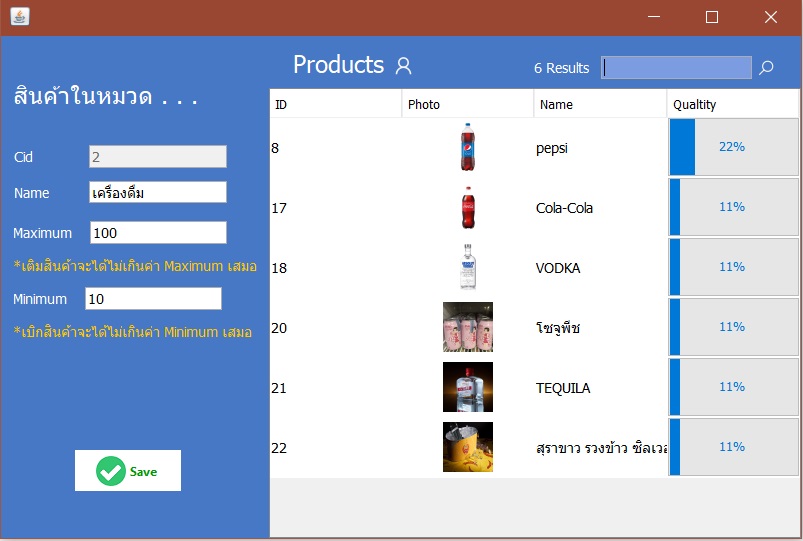 Products
6 Results
สินค้าในหมวด . . .
Cid
2
Name
เครื่องดื่ม
Maximum
100
*เติมสินค้าจะได้ไม่เกินค่า Maximum เสมอ
Minimum
10
*เบิกสินค้าจะได้ไม่เกินค่า Minimum เสมอ
Save
ID Photo Name Qualtity
8 pepsi 22%
17 Cola-Cola 11%
18 VODKA 11%
20 โซจูพีช 11%
21 TEQUILA 11%
22 สุราขาว รวงข้าว ซิลเวอ 11%